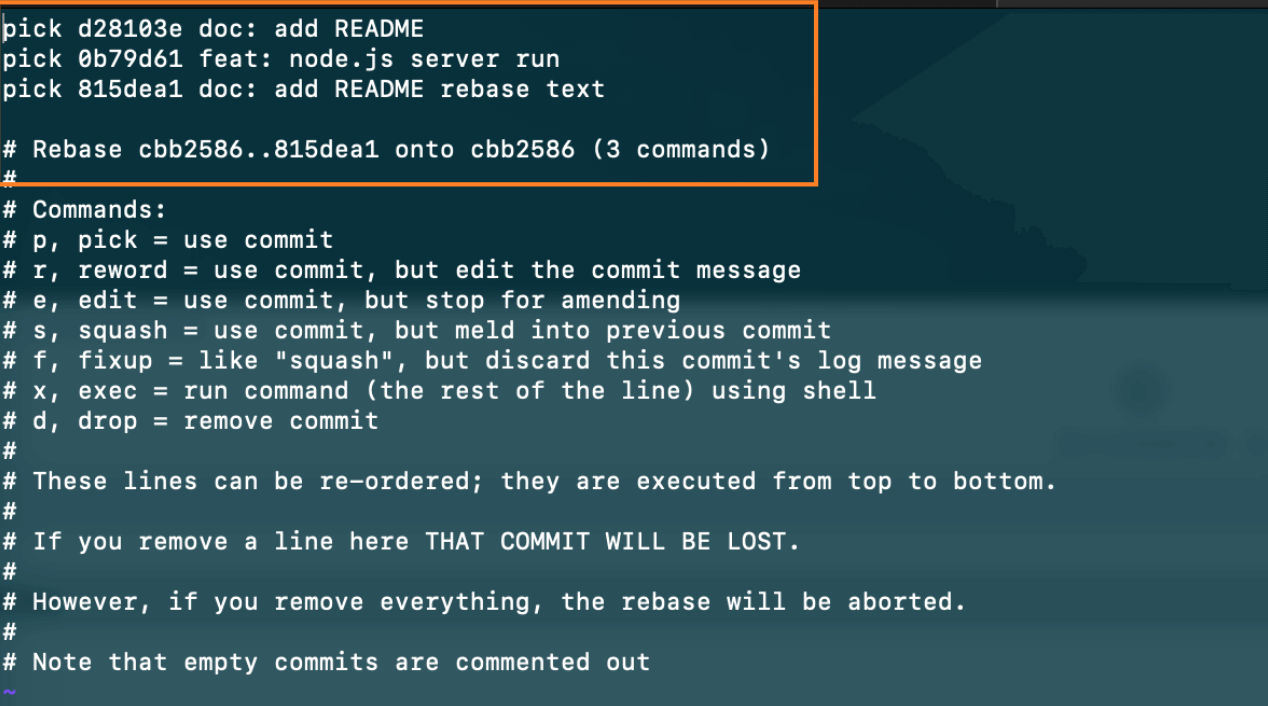 pick d28103e doc: add README
pick 0b79d61 feat: node.js server run
pick 815dea1 doc: add README rebase text
# Rebase cbb2586..815dea1 onto cbb2586 (3 commands)
#
# Commands:
# p, pick = use commit
# r, reword = use commit, but edit the commit message
# e, edit = use commit, but stop for amending
# s, squash = use commit, but meld into previous commit
# f, fixup = like "squash", but discard this commit's log message
# x, exec = run command (the rest of the line) using shell
# d, drop = remove commit
#
# These lines can be re-ordered; they are executed from top to bottom.
#
# If you remove a line here THAT COMMIT WILL BE LOST.
#
# However, if you remove everything, the rebase will be aborted.
#
# Note that empty commits are commented out
~